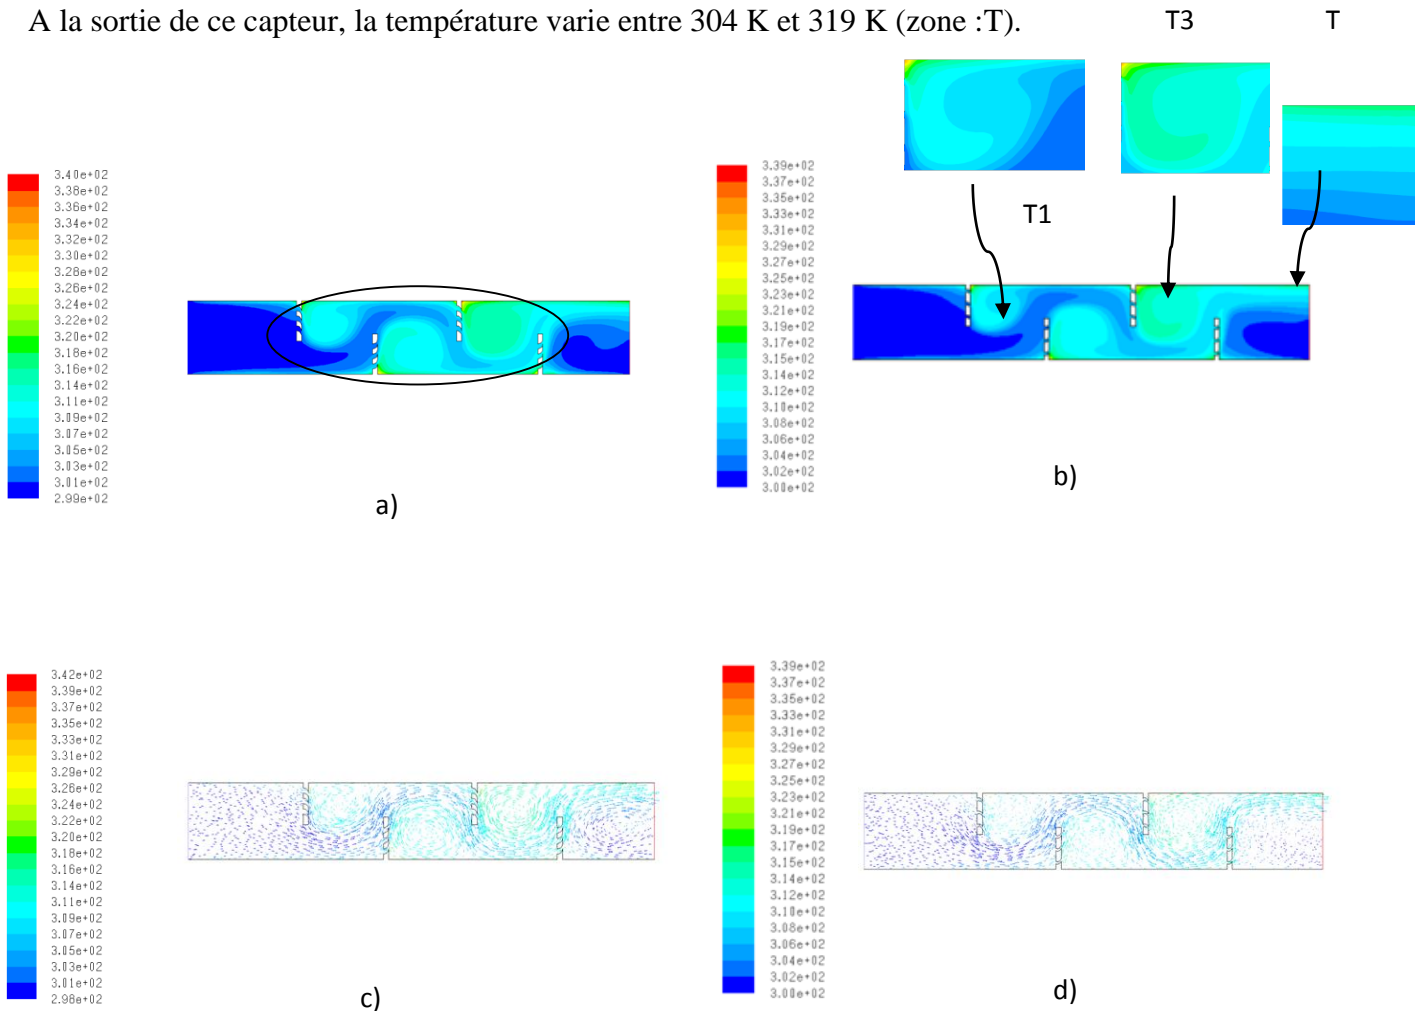 A la sortie de ce capteur, la température varie entre 304 K et 319 K (zone :T).
T3
T
T1
3.40e+02
3.38e+02
3.36e+02
3.34e+02
3.32e+02
3.30e+02
3.28e+02
3.26e+02
3.24e+02
3.22e+02
3.20e+02
3.18e+02
3.16e+02
3.14e+02
3.11e+02
3.09e+02
3.07e+02
3.05e+02
3.03e+02
3.01e+02
2.99e+02
a)
3.39e+02
3.37e+02
3.35e+02
3.33e+02
3.31e+02
3.29e+02
3.27e+02
3.25e+02
3.23e+02
3.21e+02
3.19e+02
3.17e+02
3.15e+02
3.14e+02
3.12e+02
3.10e+02
3.08e+02
3.06e+02
3.04e+02
3.02e+02
3.00e+02
b)
3.42e+02
3.39e+02
3.37e+02
3.35e+02
3.33e+02
3.31e+02
3.29e+02
3.26e+02
3.24e+02
3.22e+02
3.20e+02
3.18e+02
3.16e+02
3.14e+02
3.11e+02
3.09e+02
3.07e+02
3.05e+02
3.03e+02
3.01e+02
2.98e+02
c)
3.39e+02
3.37e+02
3.35e+02
3.33e+02
3.31e+02
3.29e+02
3.27e+02
3.25e+02
3.23e+02
3.21e+02
3.19e+02
3.17e+02
3.15e+02
3.14e+02
3.12e+02
3.10e+02
3.08e+02
3.06e+02
3.04e+02
3.02e+02
3.00e+02
d)